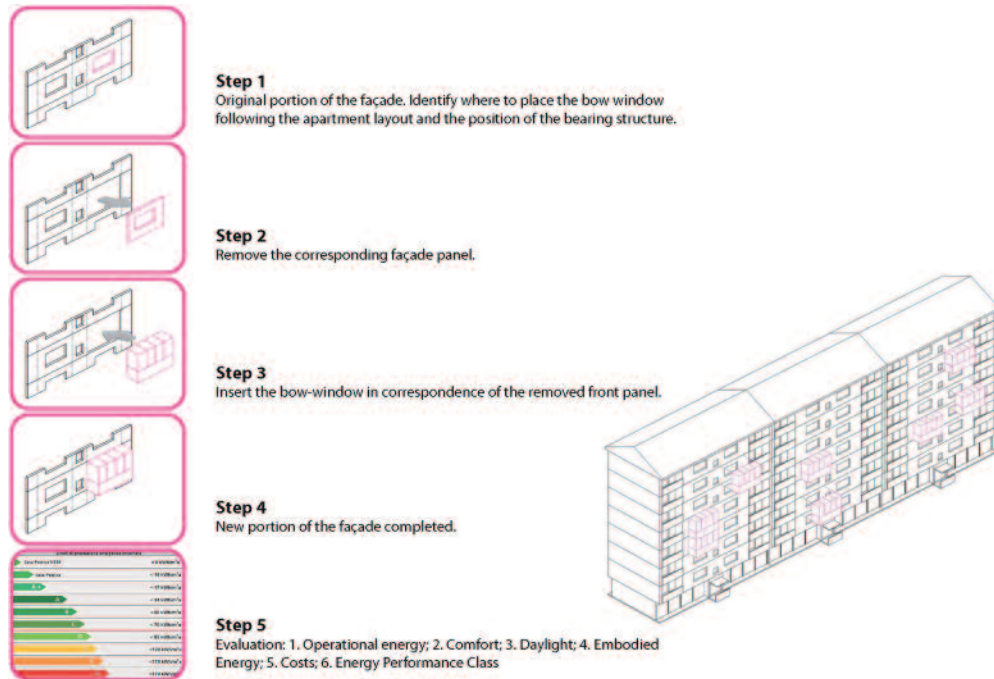 Step 1
Original portion of the façade. Identify where to place the bow window
following the apartment layout and the position of the bearing structure.
Step 2
Remove the corresponding façade panel.
Step 3
Insert the bow-window in correspondence of the removed front panel.
Step 4
New portion of the façade completed.
Step 5
Evaluation: 1. Operational energy; 2. Comfort; 3. Daylight; 4. Embodied
Energy; 5. Costs; 6. Energy Performance Class